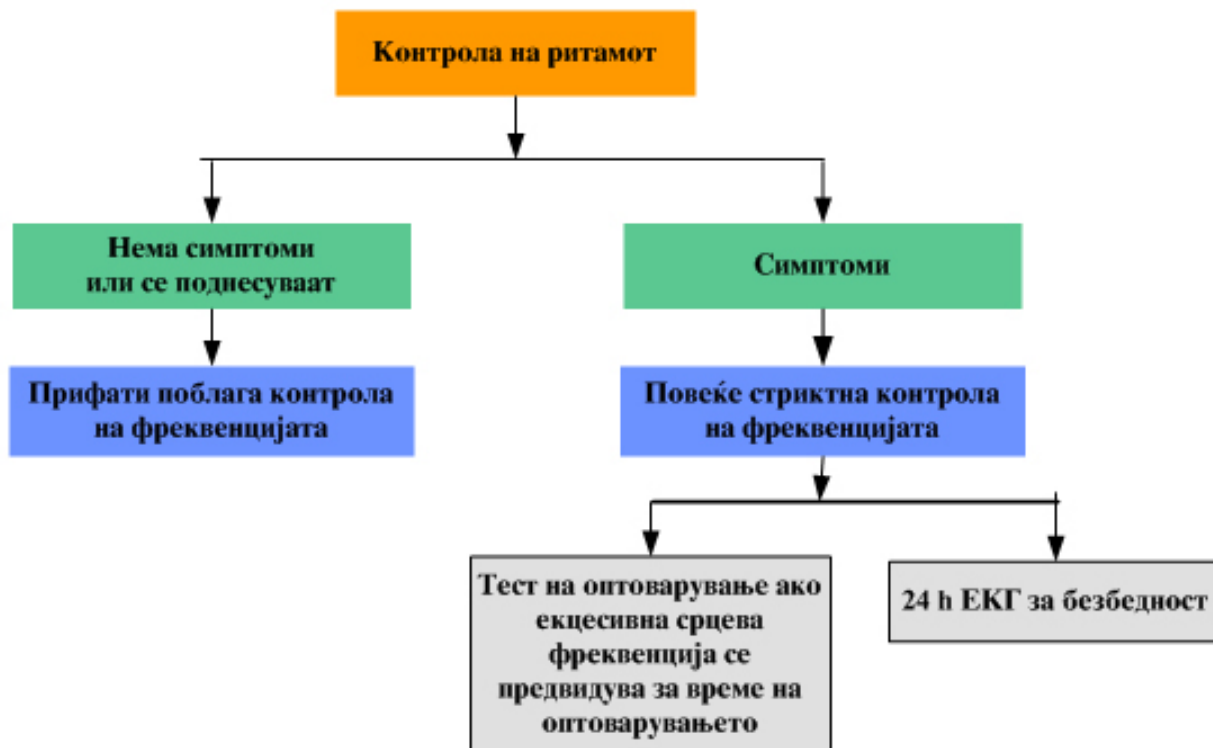 Контрола на ритамот
Нема симптоми
или се поднесуваат
Симптоми
Прифати поблага контрола
на фреквенцијата
Повеќе стриктна контрола
на фреквенцијата
Тест на оптоварување ако
екцесивна срцева
фреквенција се
предвидува за време на
оптоварувањето
24 h ЕКГ за безбедност